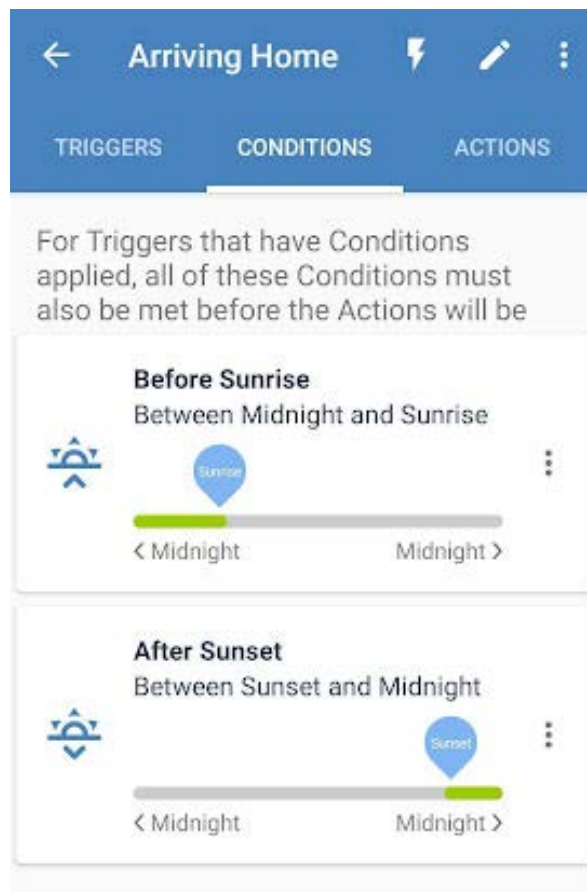 Arriving Home
TRIGGERS CONDITIONS ACTIONS
For Triggers that have Conditions
applied, all of these Conditions must
also be met before the Actions will be
Before Sunrise
Between Midnight and Sunrise
Sunrise
< Midnight Midnight >
After Sunset
Between Sunset and Midnight
Sunset
< Midnight Midnight >